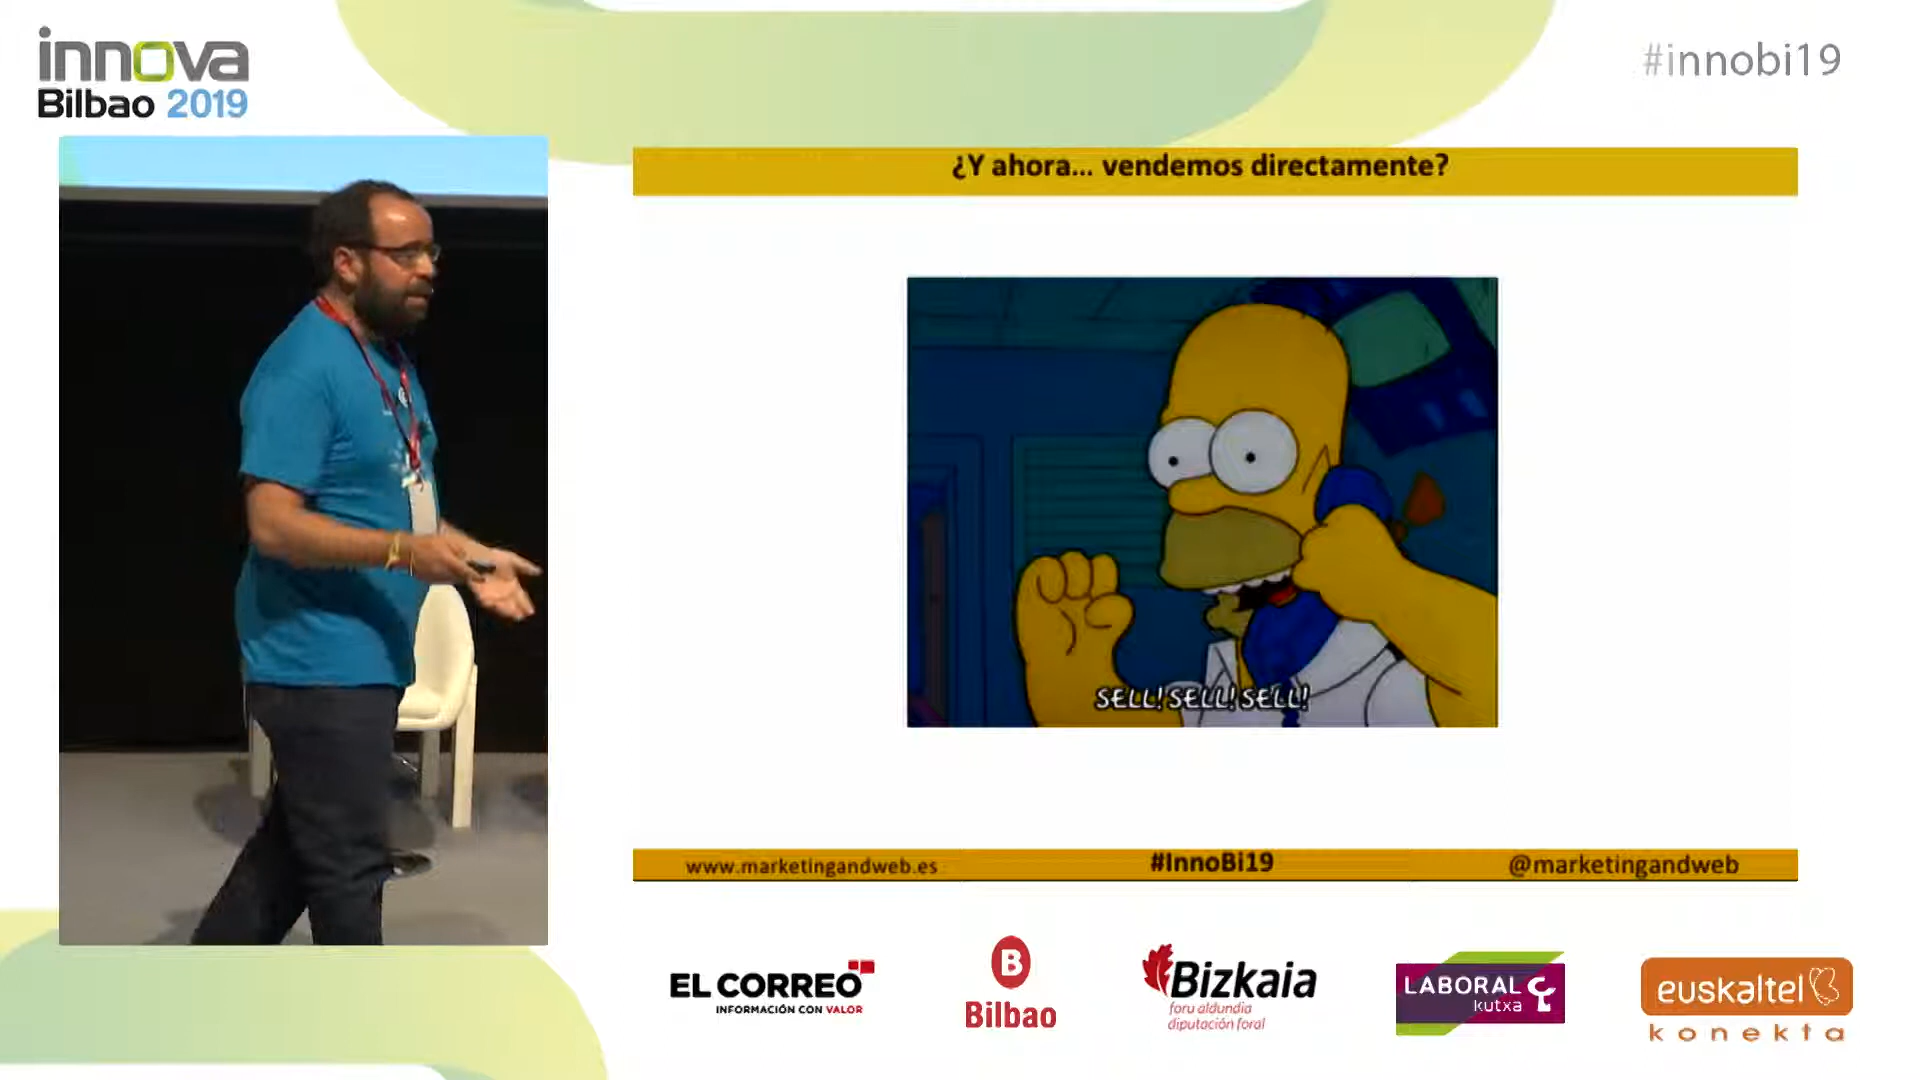 innova
Bilbao 2019
#innobi19
¿Y ahora... vendemos directamente?
SELL! SELL! SELL!
www.marketingandweb.es
#InnoBi19
@marketingandweb
EL CORREO
INFORMACIÓN CON VALOR
B
Bilbao
Bizkaia
foru aldundia
diputación foral
LABORAL
kutxa
euskaltel
konekta